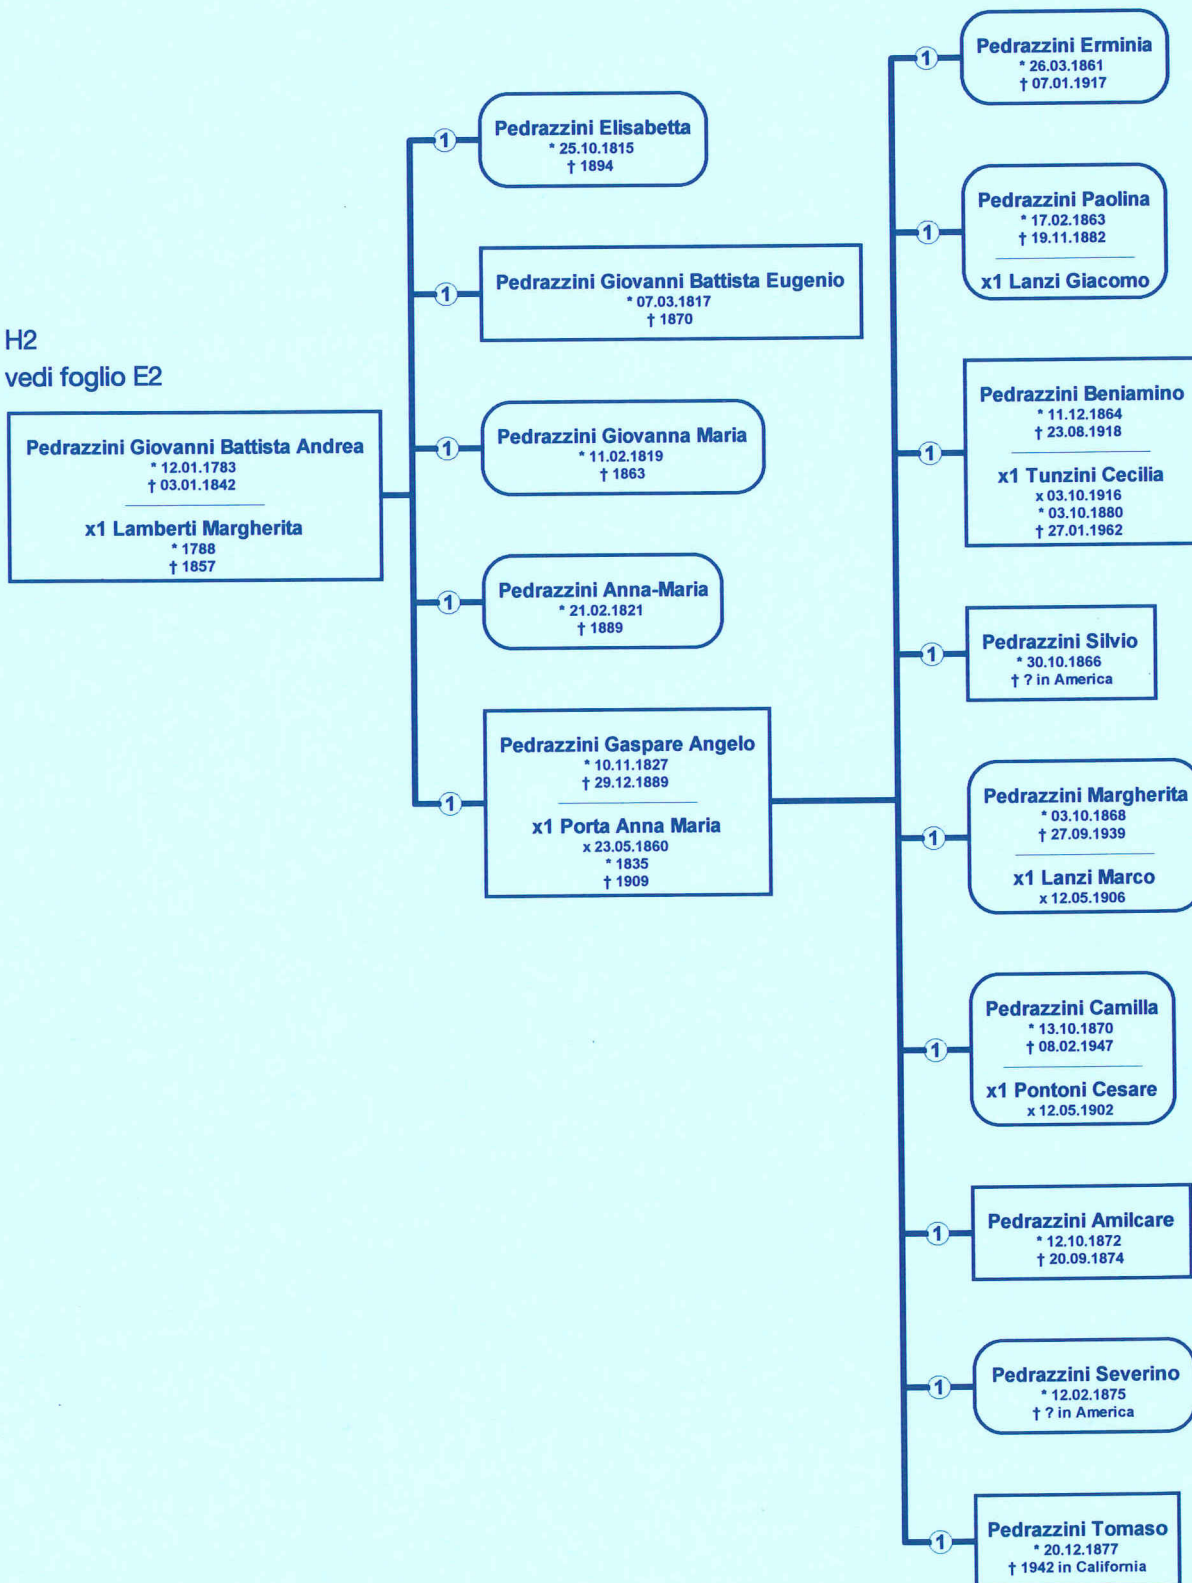 H2
vedi foglio E2
Pedrazzini Giovanni Battista Andrea
* 12.01.1783
† 03.01.1842
x1 Lamberti Margherita
* 1788
† 1857
1
Pedrazzini Elisabetta
* 25.10.1815
† 1894
1
Pedrazzini Giovanni Battista Eugenio
* 07.03.1817
† 1870
1
Pedrazzini Giovanna Maria
* 11.02.1819
† 1863
1
Pedrazzini Anna-Maria
* 21.02.1821
† 1889
1
Pedrazzini Gaspare Angelo
* 10.11.1827
† 29.12.1889
x1 Porta Anna Maria
x 23.05.1860
* 1835
† 1909
1
Pedrazzini Erminia
* 26.03.1861
† 07.01.1917
1
Pedrazzini Paolina
* 17.02.1863
† 19.11.1882
x1 Lanzi Giacomo
1
Pedrazzini Beniamino
* 11.12.1864
† 23.08.1918
x1 Tunzini Cecilia
x 03.10.1916
* 03.10.1880
† 27.01.1962
1
Pedrazzini Silvio
* 30.10.1866
† ? in America
1
Pedrazzini Margherita
* 03.10.1868
† 27.09.1939
x1 Lanzi Marco
x 12.05.1906
1
Pedrazzini Camilla
* 13.10.1870
† 08.02.1947
x1 Pontoni Cesare
x 12.05.1902
1
Pedrazzini Amilcare
* 12.10.1872
† 20.09.1874
1
Pedrazzini Severino
* 12.02.1875
† ? in America
1
Pedrazzini Tomaso
* 20.12.1877
† 1942 in California